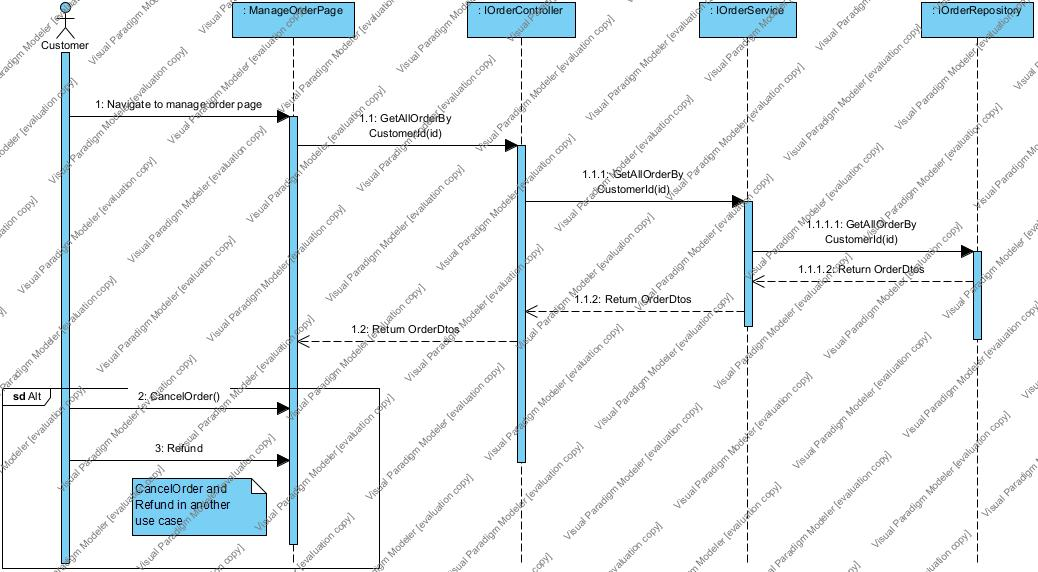 : ManageOrderPage
: IOrderController
: IOrderService
: IOrderRepository
Customer
1: Navigate to manage order page
1.1: GetAllOrderBy
CustomerId(id)
1.1.1: GetAllOrderBy
CustomerId(id)
1.1.1.1: GetAllOrderBy
CustomerId(id)
1.1.1.2: Return OrderDtos
1.1.2: Return OrderDtos
1.2: Return OrderDtos
sd Alt
2: CancelOrder()
3: Refund
CancelOrder and
Refund in another
use case
Visual Paradigm Modeler [evaluation copy]